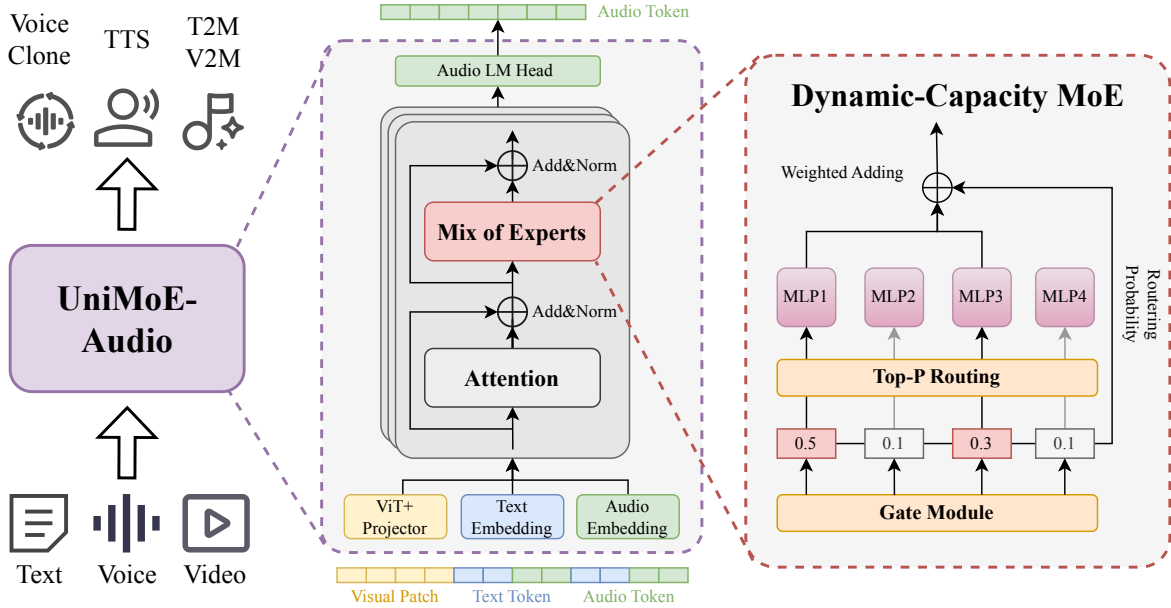 Voice
Clone
TTS
T2M
V2M
UniMoE-
Audio
Text
Voice
Video
Audio Token
Audio LM Head
Add&Norm
Mix of Experts
Add&Norm
Attention
ViT+
Projector
Text
Embedding
Audio
Embedding
Visual Patch
Text Token
Audio Token
Dynamic-Capacity MoE
Weighted Adding
MLP1
MLP2
MLP3
MLP4
Routering
Probability
Top-P Routing
0.5
0.1
0.3
0.1
Gate Module